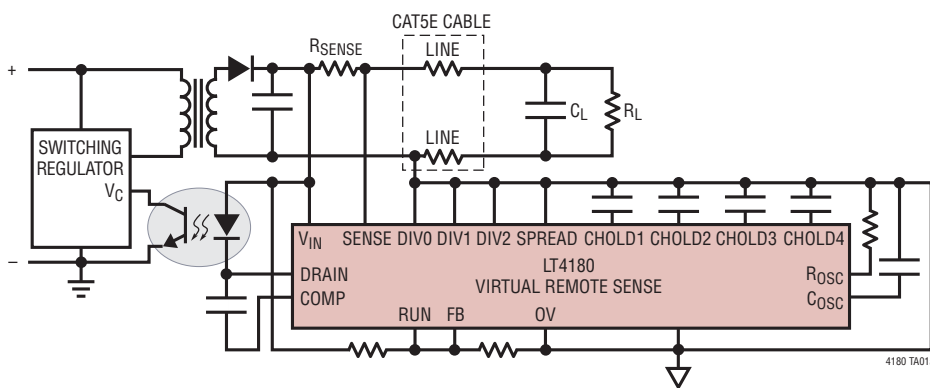 CAT5E CABLE
RSENSE
LINE
+
CL
RL
LINE
SWITCHING
REGULATOR
VC
VIN SENSE DIV0 DIV1 DIV2 SPREAD CHOLD1 CHOLD2 CHOLD3 CHOLD4
LT4180
VIRTUAL REMOTE SENSE
–
DRAIN
COMP
ROSC
COSC
RUN FB OV
4180 TA01